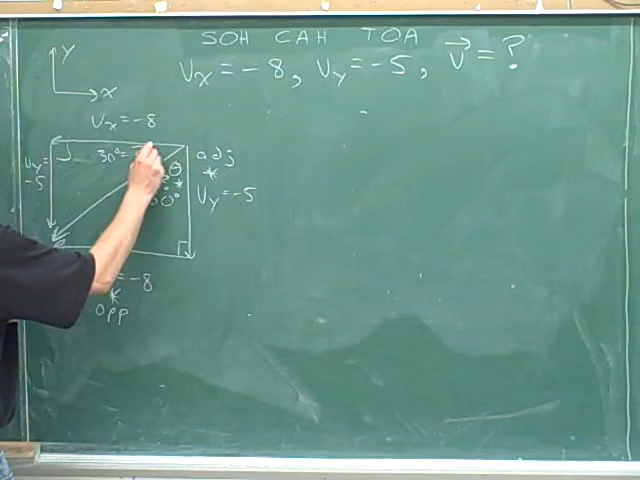 SOH CAH TOA
Vx = -8, Vy = -5, V = ?
Y
x
Vx = -8
Vy = -5
30° =
θ
adj
*
*
Vy = -5
= -8
*
opp